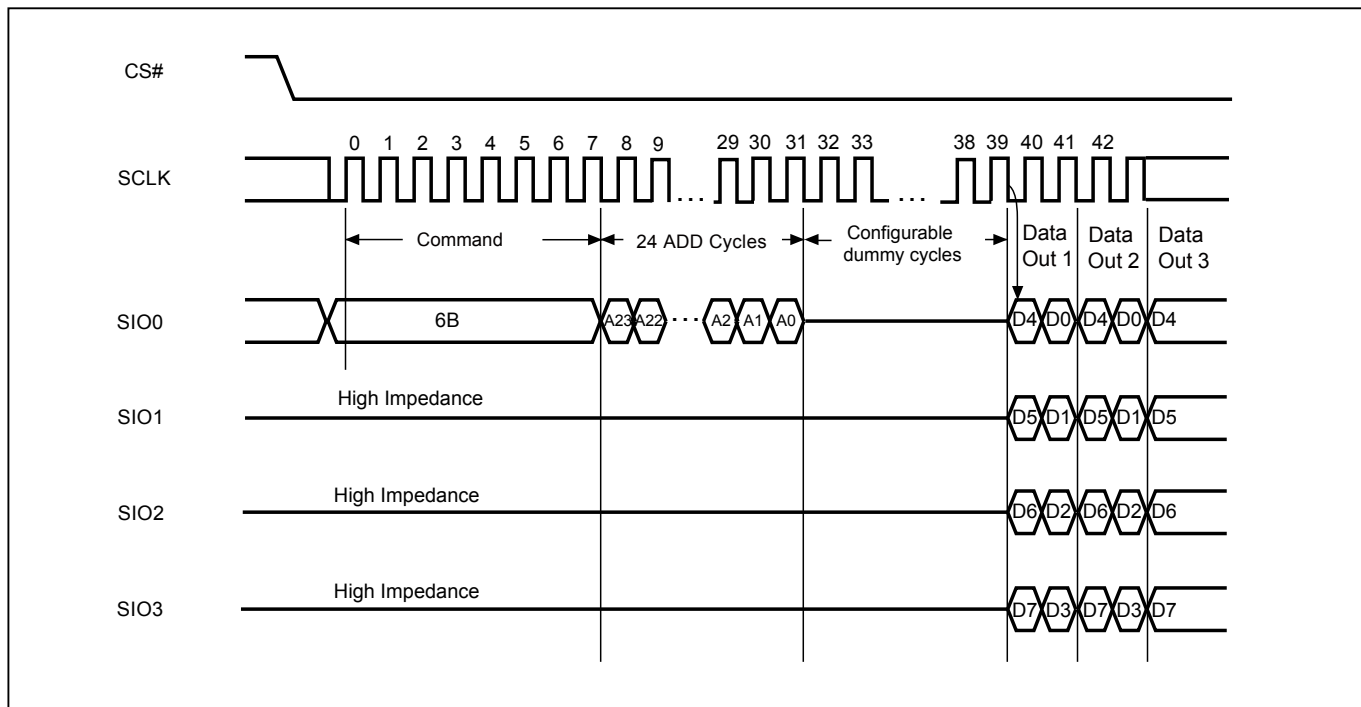 CS#
0 1 2 3 4 5 6 7 8 9 29 30 31 32 33 38 39 40 41 42
SCLK
Command
24 ADD Cycles
Configurable
dummy cycles
Data
Out 1
Data
Out 2
Data
Out 3
SIO0
6B
A23 A22 ···· A2 A1 A0
D4 D0 D4 D0 D4
High Impedance
SIO1
D5 D1 D5 D1 D5
High Impedance
SIO2
D6 D2 D6 D2 D6
High Impedance
SIO3
D7 D3 D7 D3 D7